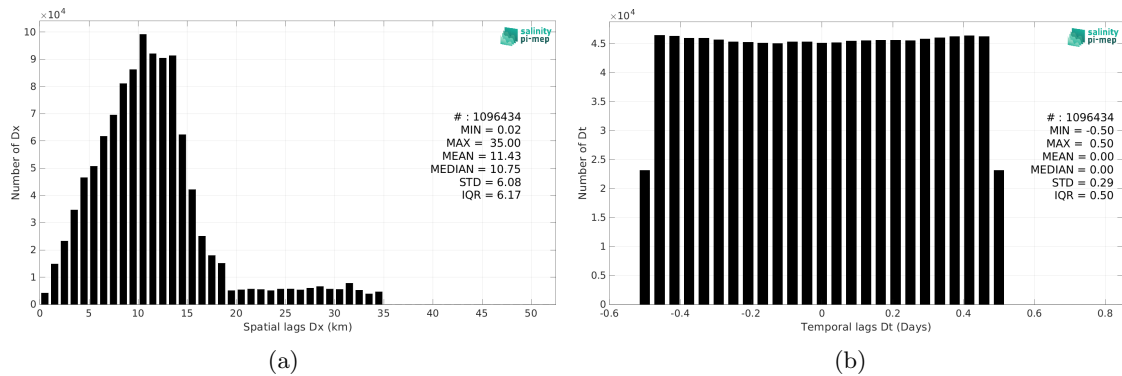 ×10⁴
10
9
8
7
6
5
4
3
2
1
0
Number of Dx
0 5 10 15 20 25 30 35 40 45 50
Spatial lags Dx (km)
salinity
pi-mep
# : 1096434
MIN = 0.02
MAX = 35.00
MEAN = 11.43
MEDIAN = 10.75
STD = 6.08
IQR = 6.17
(a)
×10⁴
4.5
4
3.5
3
2.5
2
1.5
1
0.5
0
Number of Dt
-0.6 -0.4 -0.2 0 0.2 0.4 0.6 0.8
Temporal lags Dt (Days)
salinity
pi-mep
# : 1096434
MIN = -0.50
MAX = 0.50
MEAN = 0.00
MEDIAN = 0.00
STD = 0.29
IQR = 0.50
(b)